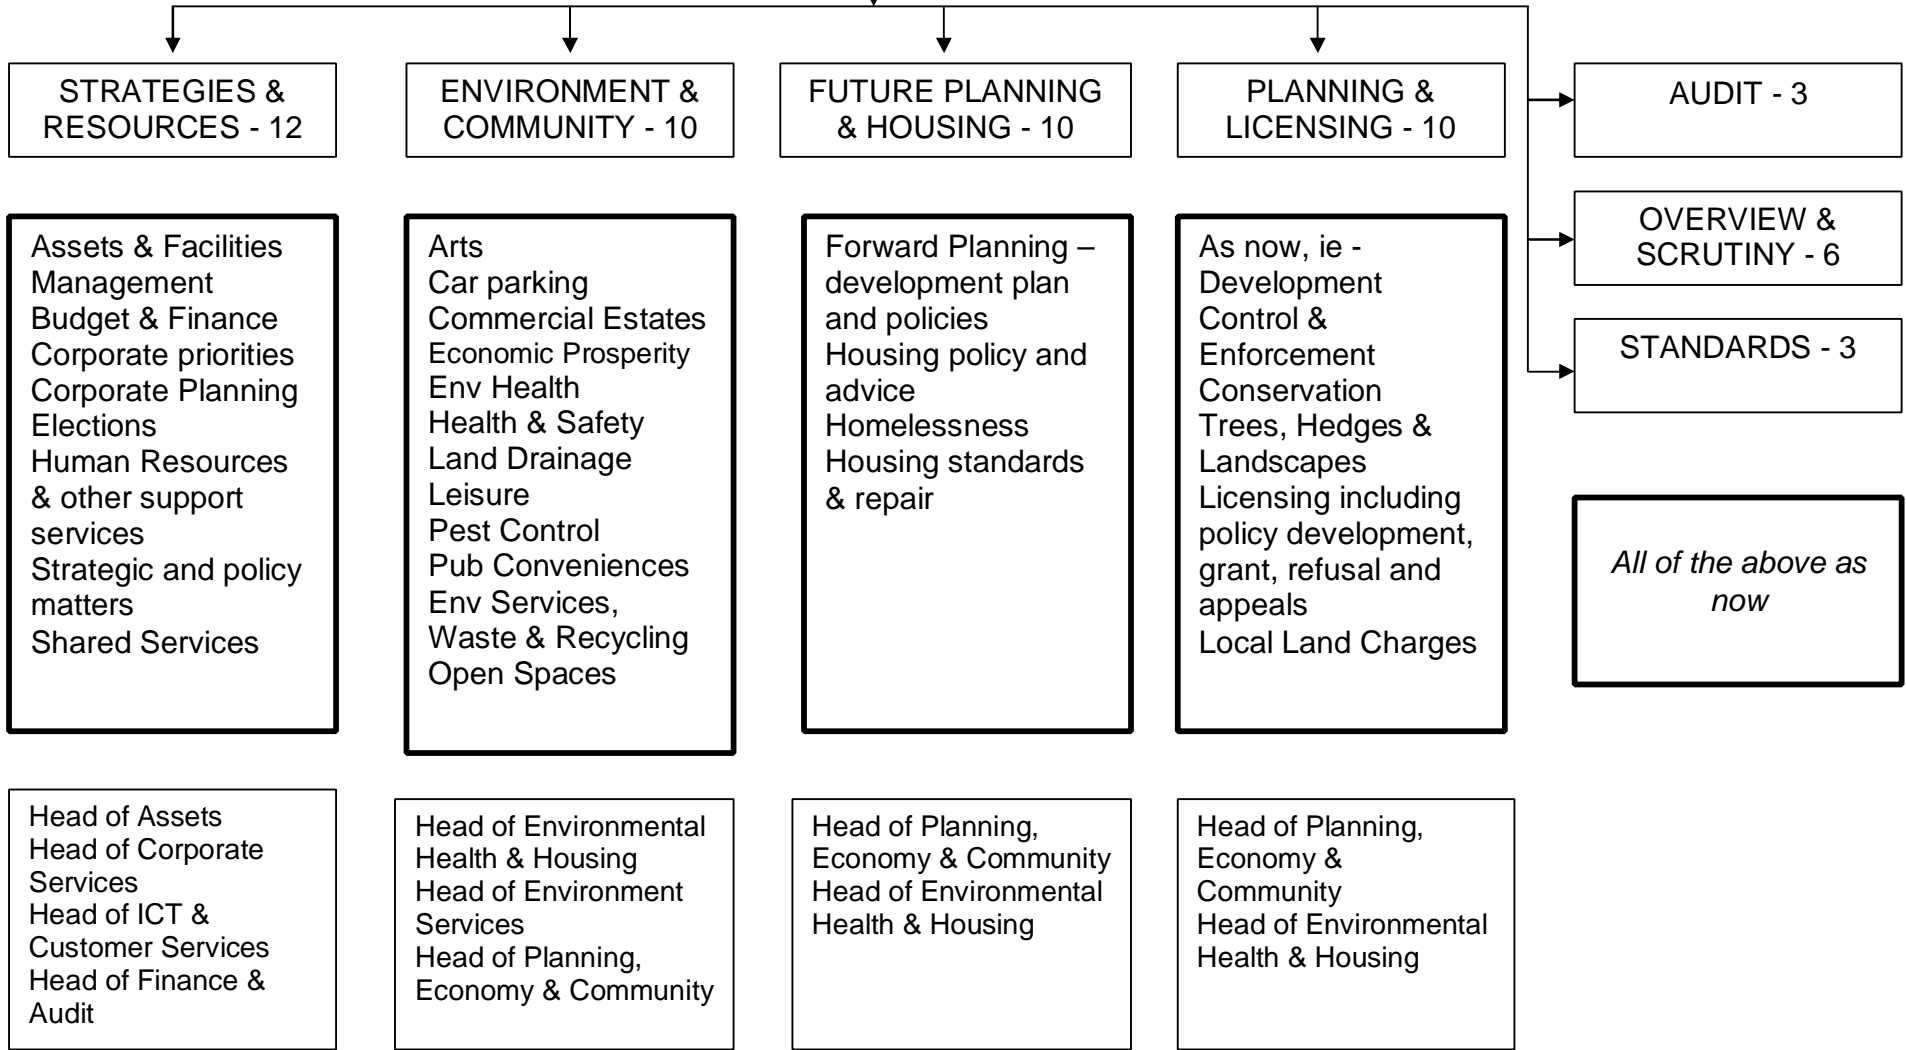 STRATEGIES &
RESOURCES - 12
ENVIRONMENT &
COMMUNITY - 10
FUTURE PLANNING
& HOUSING - 10
PLANNING &
LICENSING - 10
AUDIT - 3
OVERVIEW &
SCRUTINY - 6
STANDARDS - 3
Assets & Facilities
Management
Budget & Finance
Corporate priorities
Corporate Planning
Elections
Human Resources
& other support
services
Strategic and policy
matters
Shared Services
Arts
Car parking
Commercial Estates
Economic Prosperity
Env Health
Health & Safety
Land Drainage
Leisure
Pest Control
Pub Conveniences
Env Services,
Waste & Recycling
Open Spaces
Forward Planning –
development plan
and policies
Housing policy and
advice
Homelessness
Housing standards
& repair
As now, ie -
Development
Control &
Enforcement
Conservation
Trees, Hedges &
Landscapes
Licensing including
policy development,
grant, refusal and
appeals
Local Land Charges
All of the above as
now
Head of Assets
Head of Corporate
Services
Head of ICT &
Customer Services
Head of Finance &
Audit
Head of Environmental
Health & Housing
Head of Environment
Services
Head of Planning,
Economy & Community
Head of Planning,
Economy & Community
Head of Environmental
Health & Housing
Head of Planning,
Economy &
Community
Head of Environmental
Health & Housing